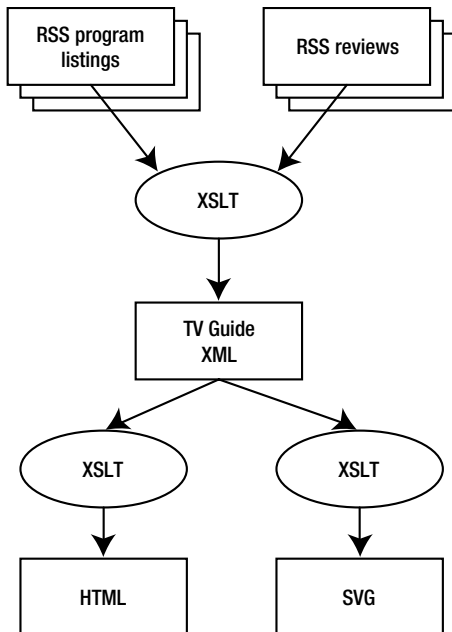 RSS program
listings
RSS reviews
XSLT
TV Guide
XML
XSLT
XSLT
HTML
SVG